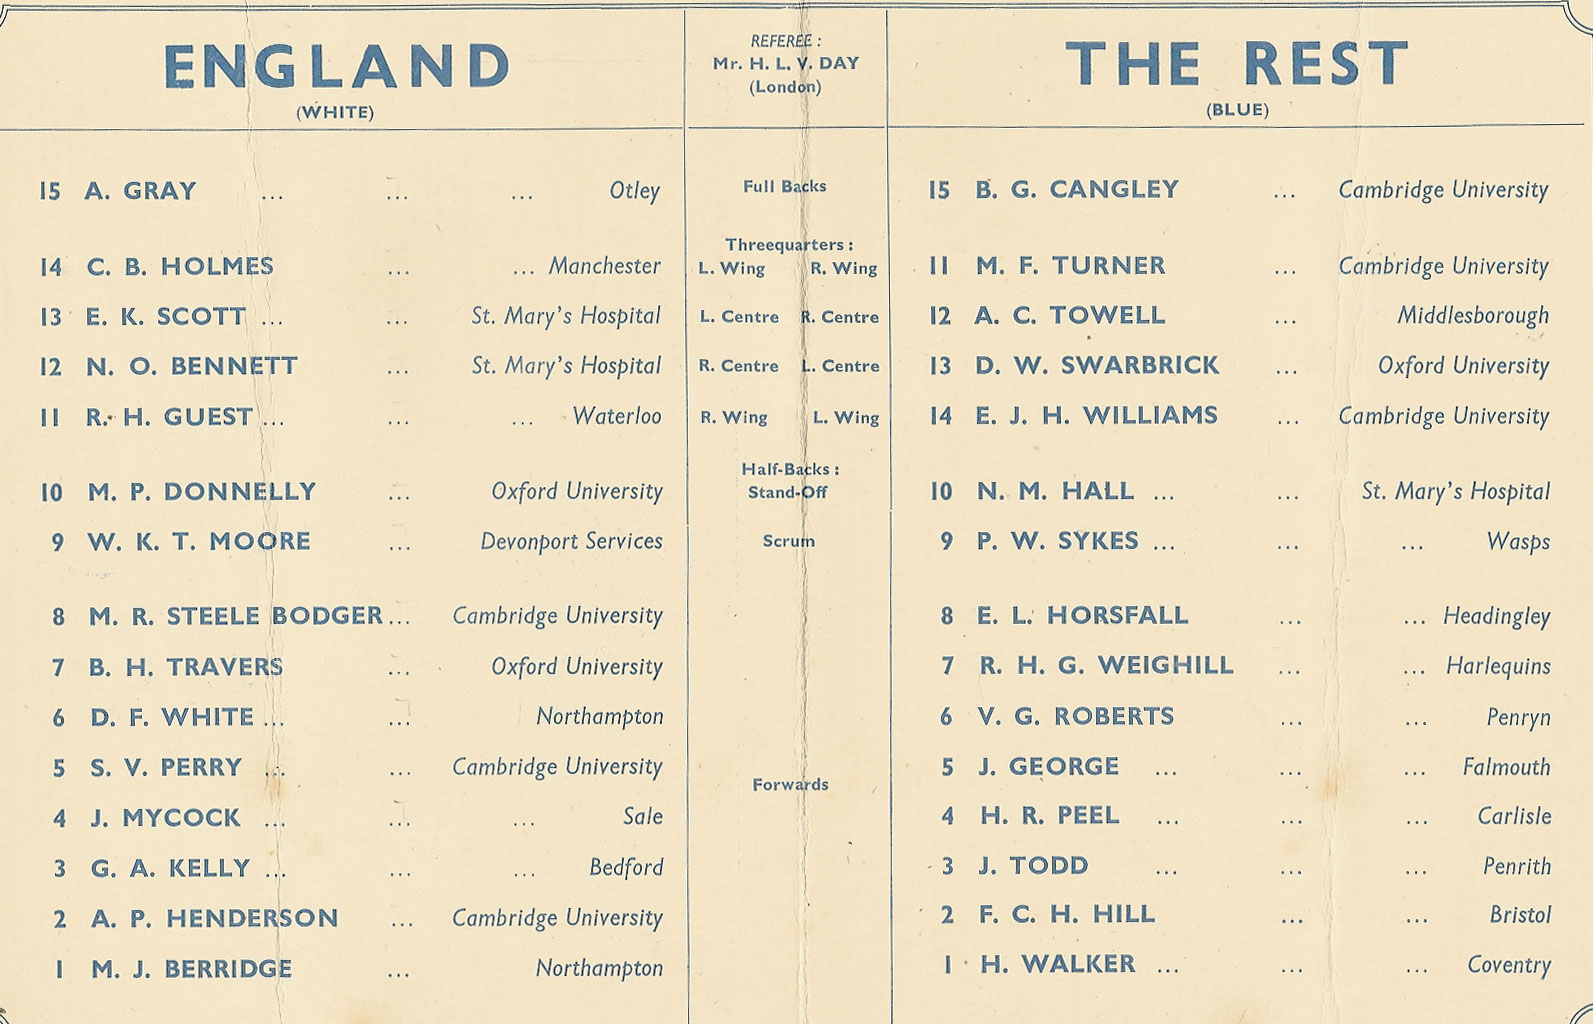 ENGLAND
(WHITE)
REFEREE :
Mr. H. L. V. DAY
(London)
THE REST
(BLUE)
15 A. GRAY ... ... ... Otley Full Backs 15 B. G. CANGLEY ... Cambridge University
Threequarters :
14 C. B. HOLMES ... ... Manchester L. Wing R. Wing 11 M. F. TURNER ... Cambridge University
13 E. K. SCOTT ... ... St. Mary's Hospital L. Centre R. Centre 12 A. C. TOWELL ... Middlesborough
12 N. O. BENNETT ... St. Mary's Hospital R. Centre L. Centre 13 D. W. SWARBRICK ... Oxford University
11 R. H. GUEST ... ... ... Waterloo R. Wing L. Wing 14 E. J. H. WILLIAMS ... Cambridge University
Half-Backs :
10 M. P. DONNELLY ... Oxford University Stand-Off 10 N. M. HALL ... ... St. Mary's Hospital
9 W. K. T. MOORE ... Devonport Services Scrum 9 P. W. SYKES ... ... ... Wasps
8 M. R. STEELE BODGER ... Cambridge University 8 E. L. HORSFALL ... ... Headingley
7 B. H. TRAVERS ... Oxford University 7 R. H. G. WEIGHILL ... ... Harlequins
6 D. F. WHITE ... ... Northampton 6 V. G. ROBERTS ... ... Penryn
5 S. V. PERRY ... ... Cambridge University 5 J. GEORGE ... ... ... Falmouth
Forwards
4 J. MYCOCK ... ... ... Sale 4 H. R. PEEL ... ... ... Carlisle
3 G. A. KELLY ... ... ... Bedford 3 J. TODD ... ... ... Penrith
2 A. P. HENDERSON ... Cambridge University 2 F. C. H. HILL ... ... Bristol
1 M. J. BERRIDGE ... Northampton 1 H. WALKER ... ... ... Coventry